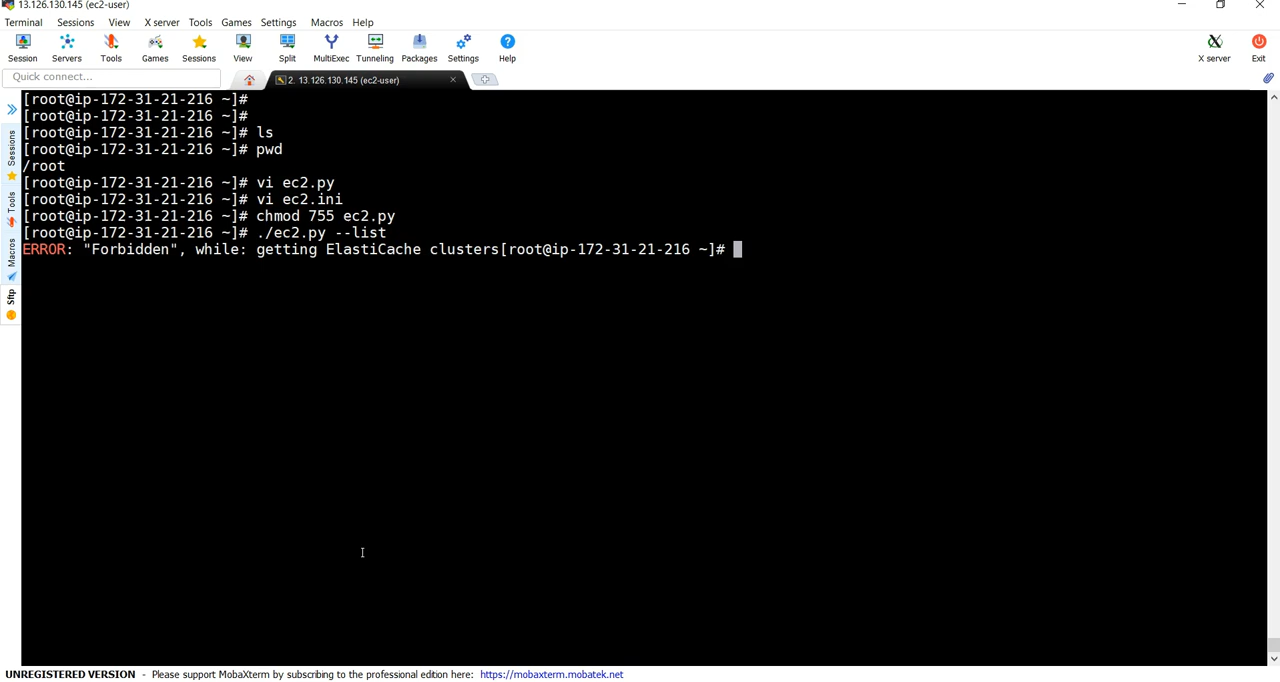 13.126.130.145 (ec2-user)
Terminal Sessions View X server Tools Games Settings Macros Help
Session Servers Tools Games Sessions View Split MultiExec Tunneling Packages Settings Help X server Exit
Quick connect...
2. 13.126.130.145 (ec2-user)
Sessions
Tools
Macros
Sftp
[root@ip-172-31-21-216 ~]#
[root@ip-172-31-21-216 ~]#
[root@ip-172-31-21-216 ~]# ls
[root@ip-172-31-21-216 ~]# pwd
/root
[root@ip-172-31-21-216 ~]# vi ec2.py
[root@ip-172-31-21-216 ~]# vi ec2.ini
[root@ip-172-31-21-216 ~]# chmod 755 ec2.py
[root@ip-172-31-21-216 ~]# ./ec2.py --list
ERROR: "Forbidden", while: getting ElastiCache clusters[root@ip-172-31-21-216 ~]#
UNREGISTERED VERSION - Please support MobaXterm by subscribing to the professional edition here: https://mobaxterm.mobatek.net